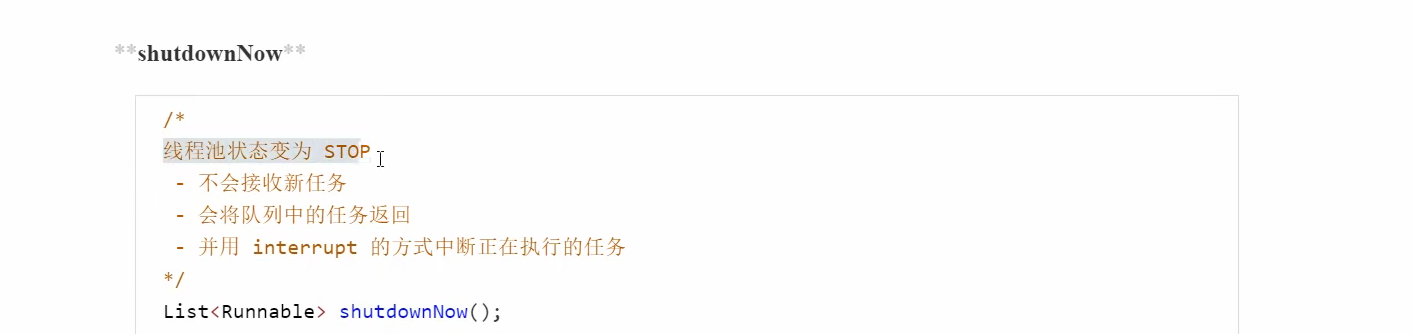 **shutdownNow**
/*
线程池状态变为 STOP
- 不会接收新任务
- 会将队列中的任务返回
- 并用 interrupt 的方式中断正在执行的任务
*/
List<Runnable> shutdownNow();